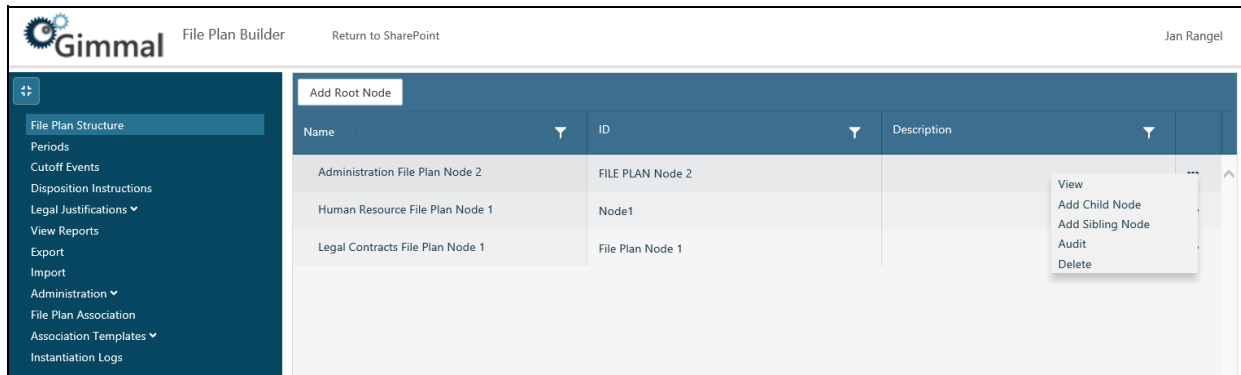 Gimmal File Plan Builder Return to SharePoint Jan Rangel
Add Root Node
File Plan Structure
Periods
Cutoff Events
Disposition Instructions
Legal Justifications
View Reports
Export
Import
Administration
File Plan Association
Association Templates
Instantiation Logs
Name ID Description
Administration File Plan Node 2 FILE PLAN Node 2
Human Resource File Plan Node 1 Node1
Legal Contracts File Plan Node 1 File Plan Node 1
View
Add Child Node
Add Sibling Node
Audit
Delete